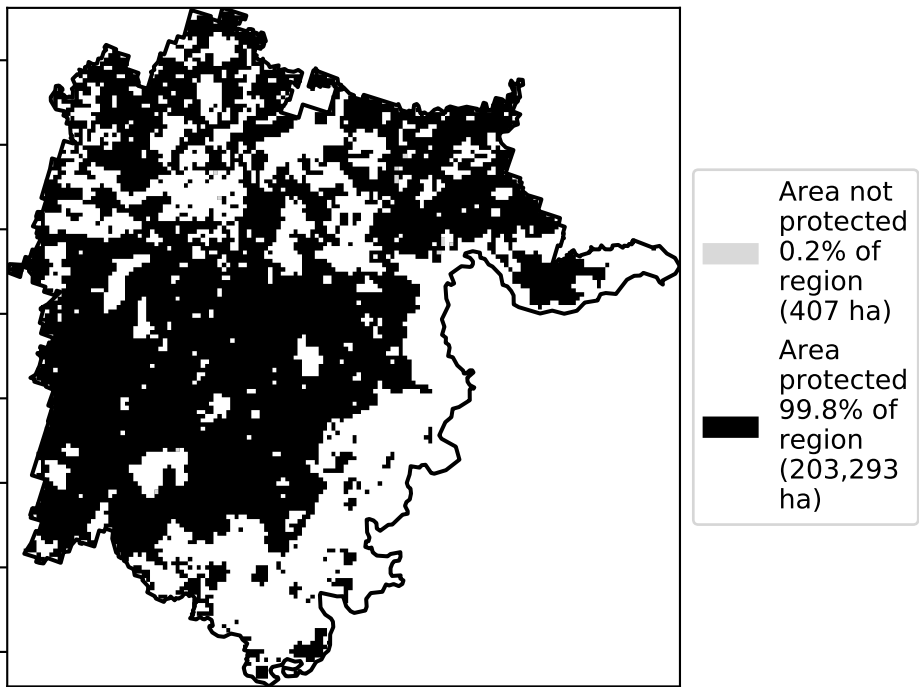 Area not
protected
0.2% of
region
(407 ha)
Area
protected
99.8% of
region
(203,293
ha)